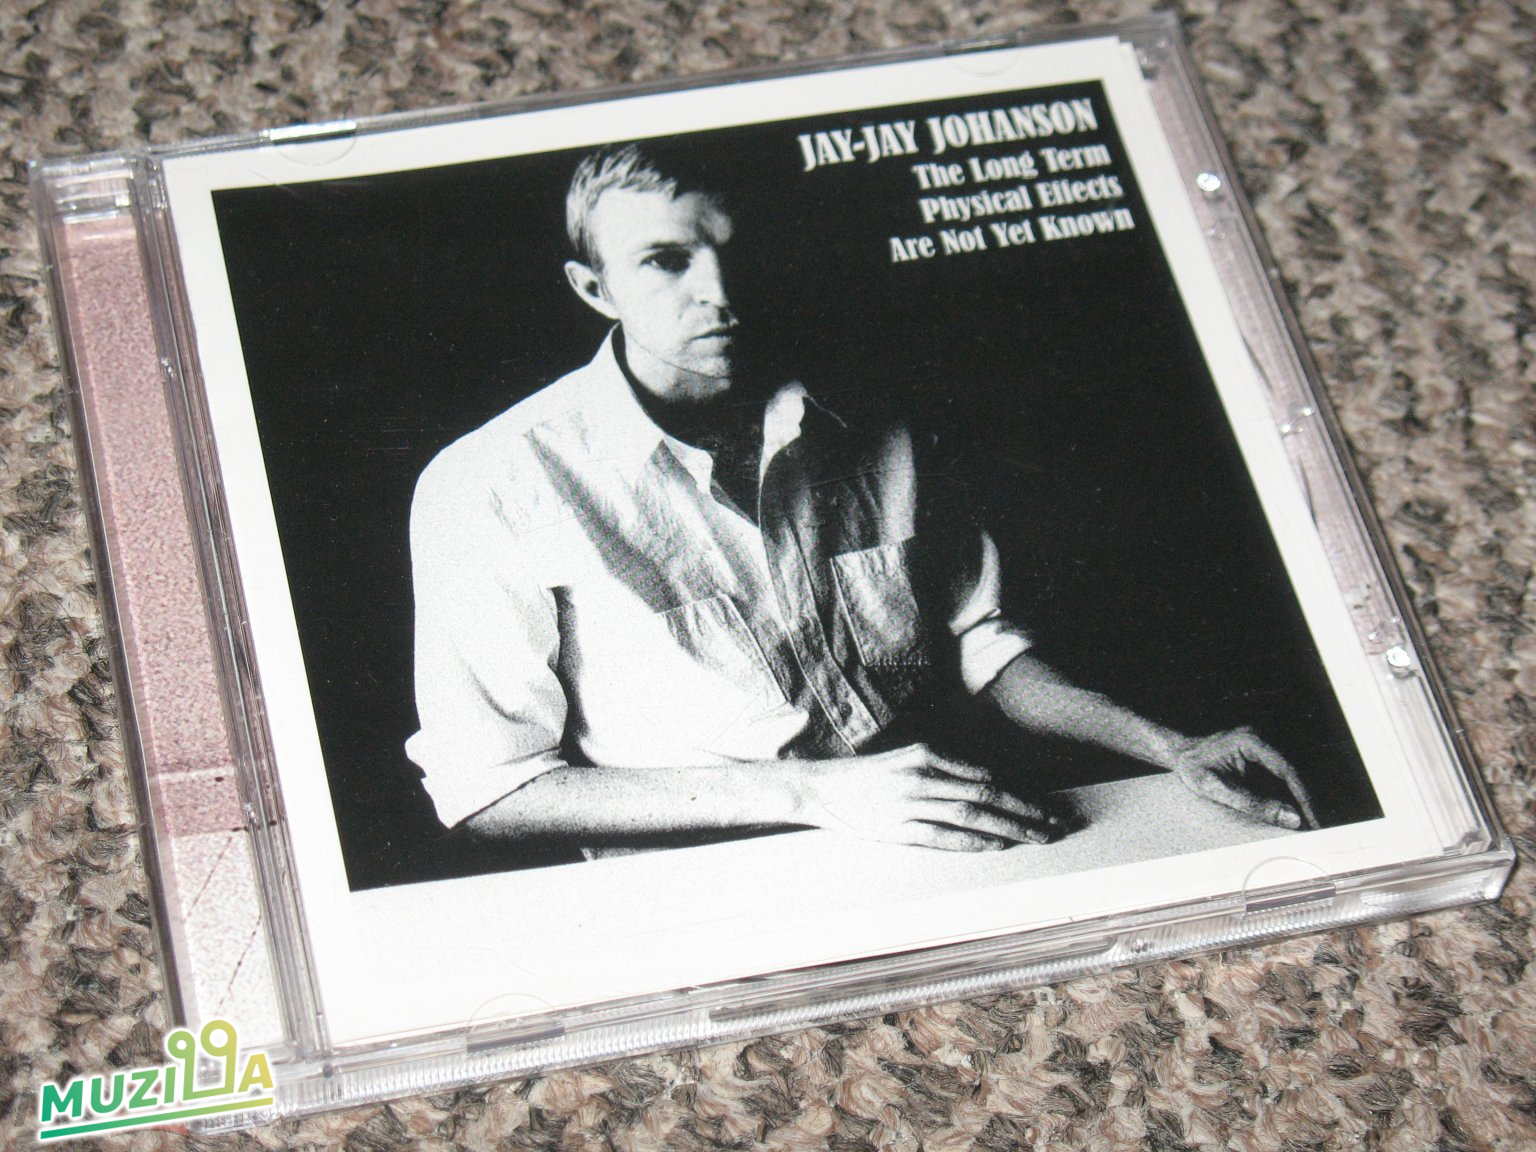 JAY-JAY JOHANSON
The Long Term
Physical Effects
Are Not Yet Known
MUZILLA